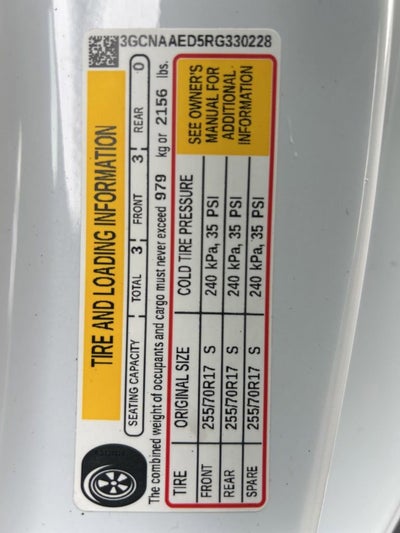 3GCNAAED5RG330228
TIRE AND LOADING INFORMATION
SEATING CAPACITY TOTAL 3 FRONT 3 REAR 0
The combined weight of occupants and cargo must never exceed 979 kg or 2156 lbs.
TIRE ORIGINAL SIZE COLD TIRE PRESSURE
FRONT 255/70R17 S 240 kPa, 35 PSI
REAR 255/70R17 S 240 kPa, 35 PSI
SPARE 255/70R17 S 240 kPa, 35 PSI
SEE OWNER'S
MANUAL FOR
ADDITIONAL
INFORMATION